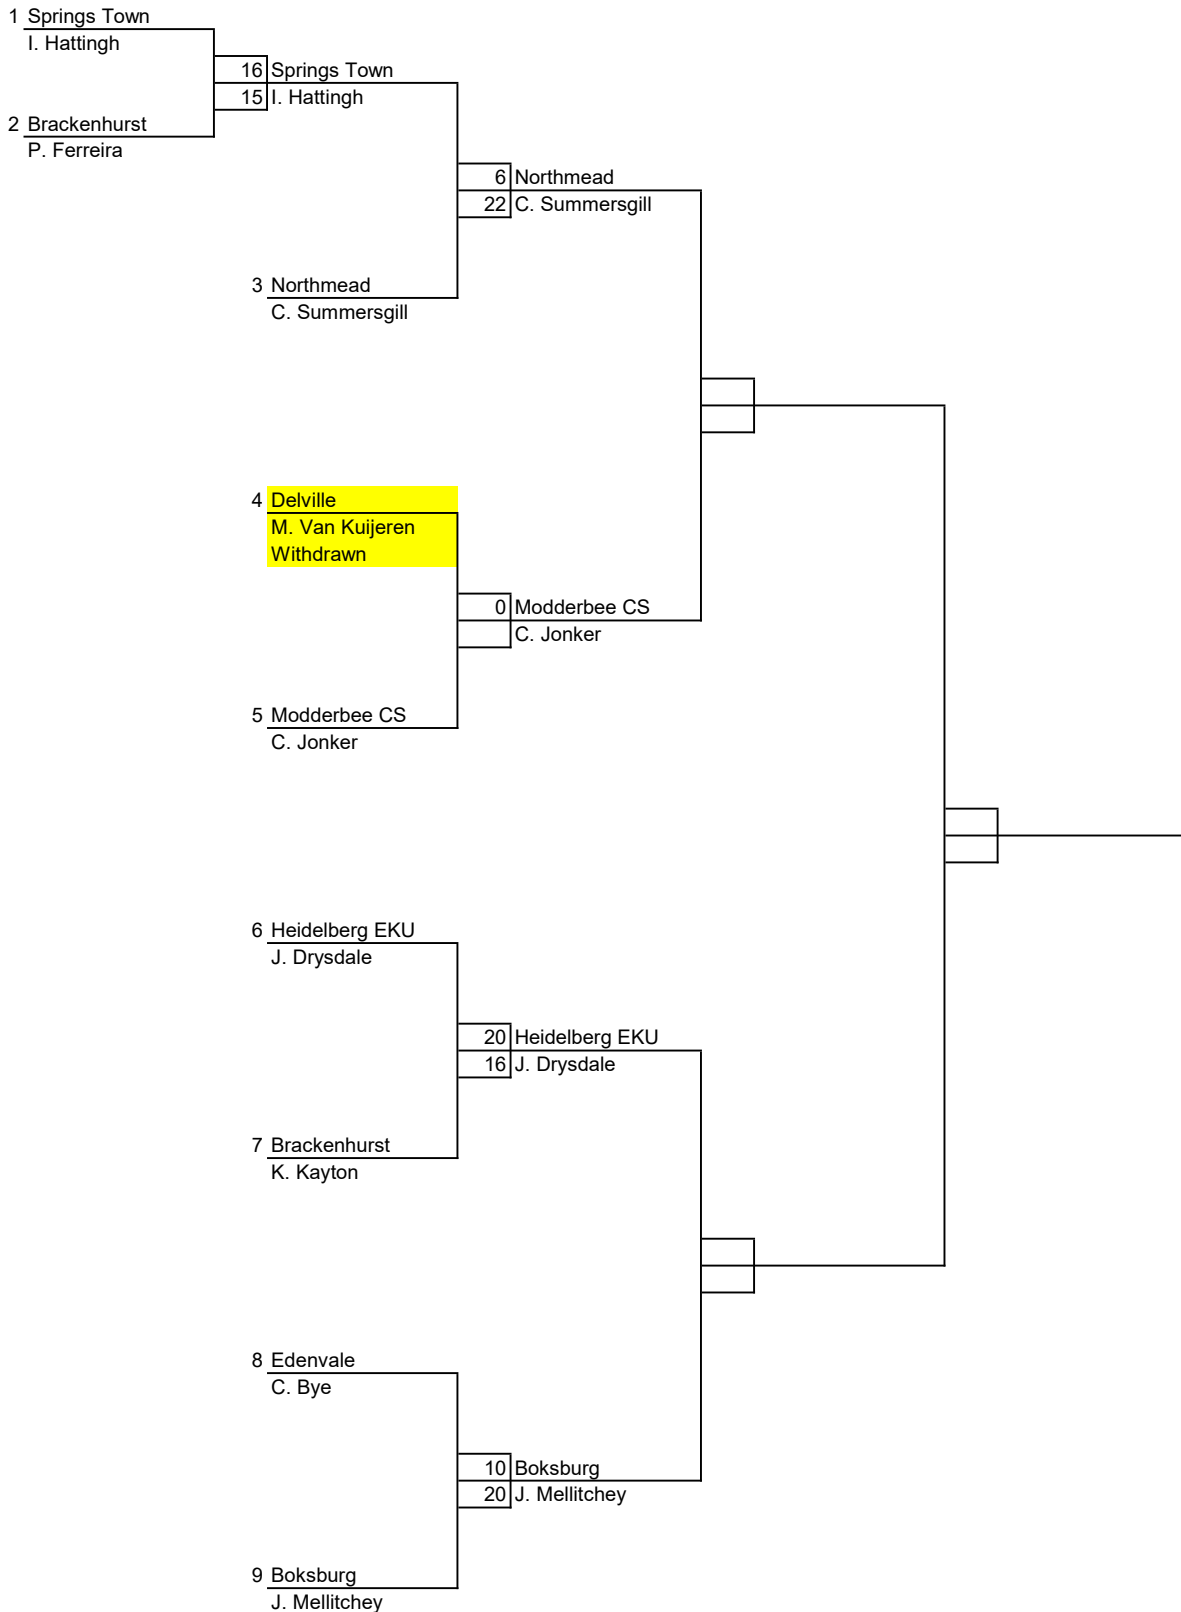 1 Springs Town
I. Hattingh
16 Springs Town
15 I. Hattingh
2 Brackenhurst
P. Ferreira
6 Northmead
22 C. Summersgill
3 Northmead
C. Summersgill
4 Delville
M. Van Kuijeren
Withdrawn
0 Modderbee CS
C. Jonker
5 Modderbee CS
C. Jonker
6 Heidelberg EKU
J. Drysdale
20 Heidelberg EKU
16 J. Drysdale
7 Brackenhurst
K. Kayton
8 Edenvale
C. Bye
10 Boksburg
20 J. Mellitchey
9 Boksburg
J. Mellitchey